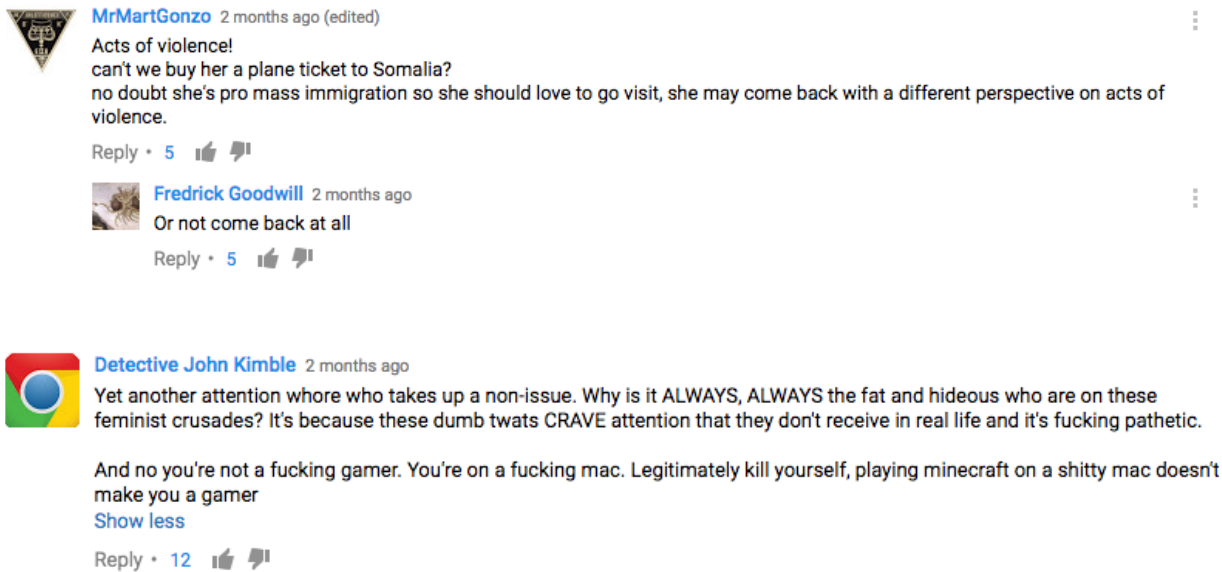 MrMartGonzo 2 months ago (edited)
Acts of violence!
can't we buy her a plane ticket to Somalia?
no doubt she's pro mass immigration so she should love to go visit, she may come back with a different perspective on acts of
violence.
Reply • 5
Fredrick Goodwill 2 months ago
Or not come back at all
Reply • 5
Detective John Kimble 2 months ago
Yet another attention whore who takes up a non-issue. Why is it ALWAYS, ALWAYS the fat and hideous who are on these
feminist crusades? It's because these dumb twats CRAVE attention that they don't receive in real life and it's fucking pathetic.
And no you're not a fucking gamer. You're on a fucking mac. Legitimately kill yourself, playing minecraft on a shitty mac doesn't
make you a gamer
Show less
Reply • 12